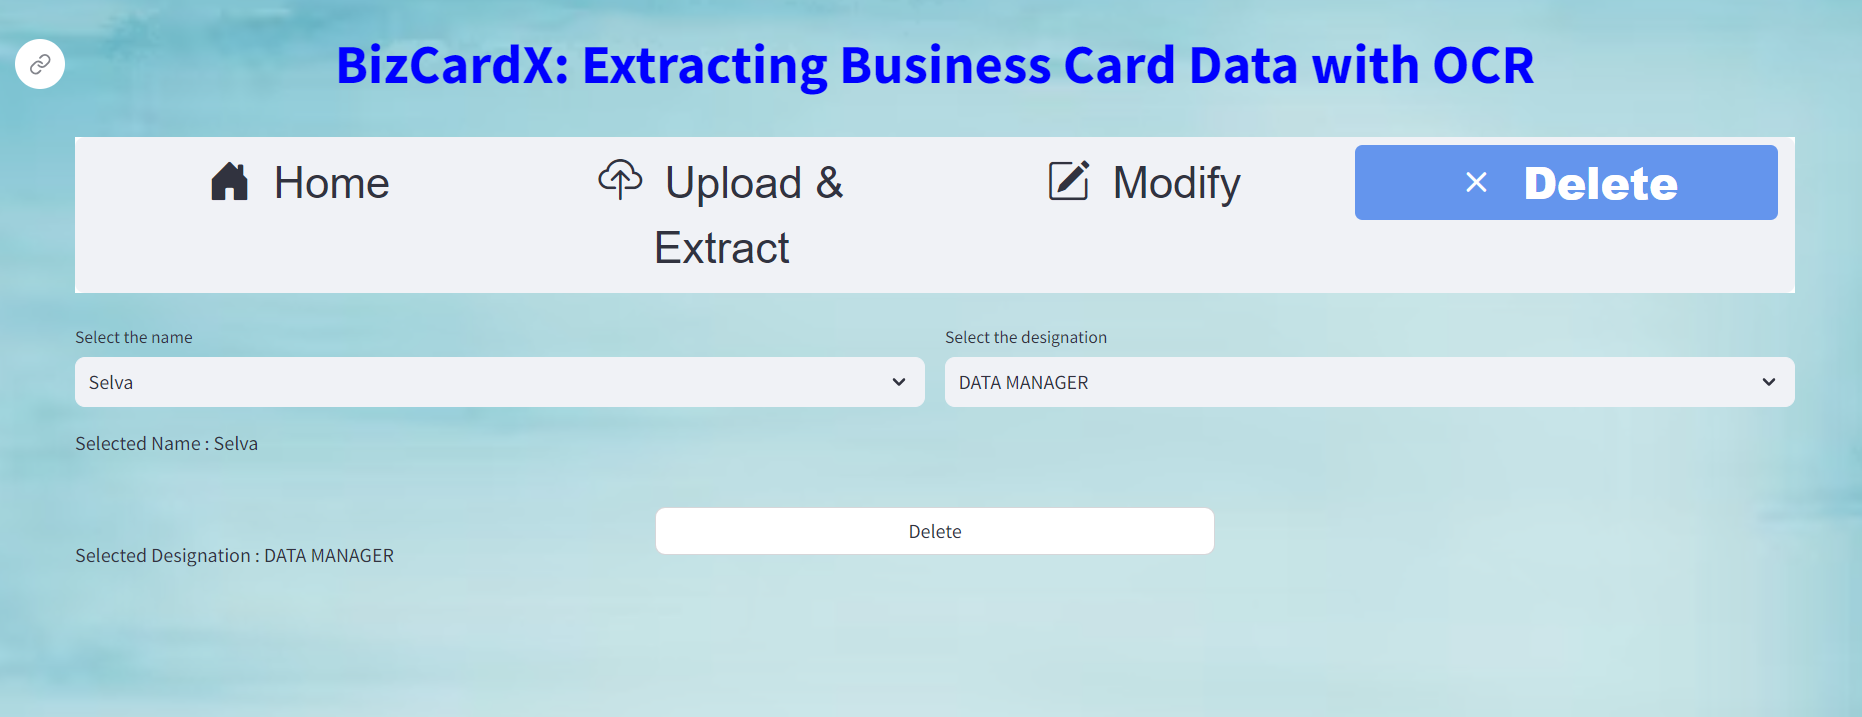 BizCardX: Extracting Business Card Data with OCR
Home
Upload &
Extract
Modify
Delete
Select the name
Select the designation
Selva
DATA MANAGER
Selected Name : Selva
Delete
Selected Designation : DATA MANAGER